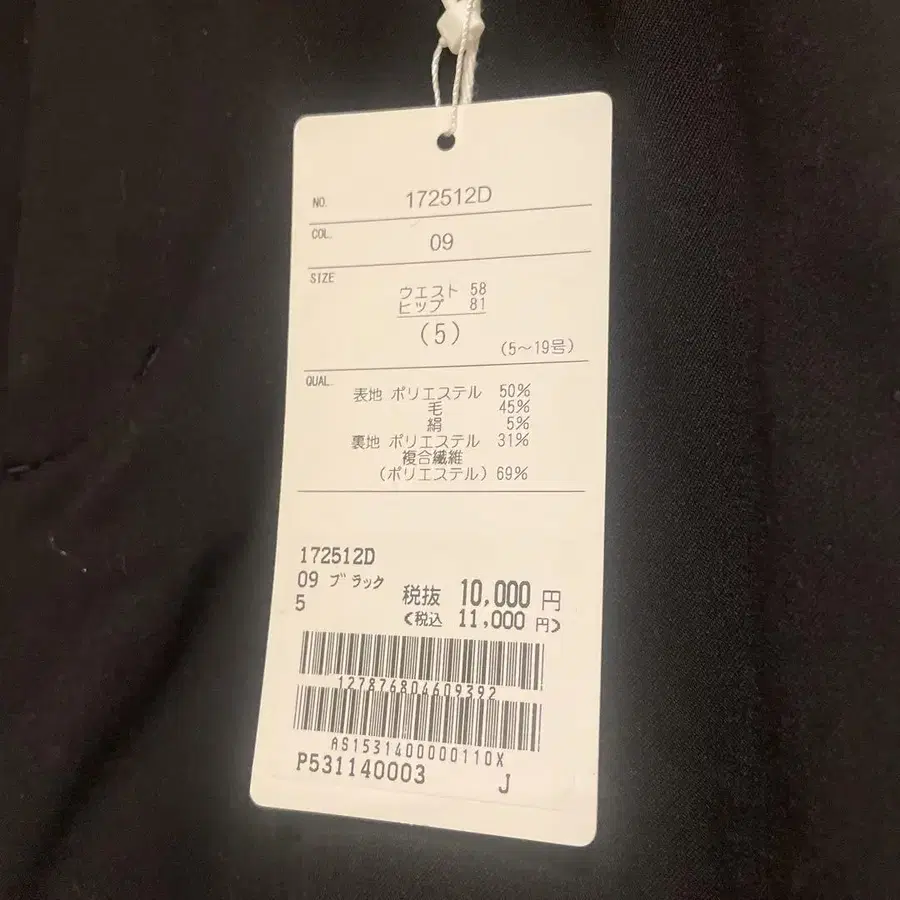 NO. 172512D
COL. 09
SIZE
ウエスト 58
ヒップ 81
(5)
(5〜19号)
QUAL.
表地 ポリエステル 50%
毛 45%
絹 5%
裏地 ポリエステル 31%
複合繊維
(ポリエステル) 69%
172512D
09 ブラック
5
税抜 10,000 円
<税込 11,000 円>
127876804609392
AS1531400000110X
P531140003 J